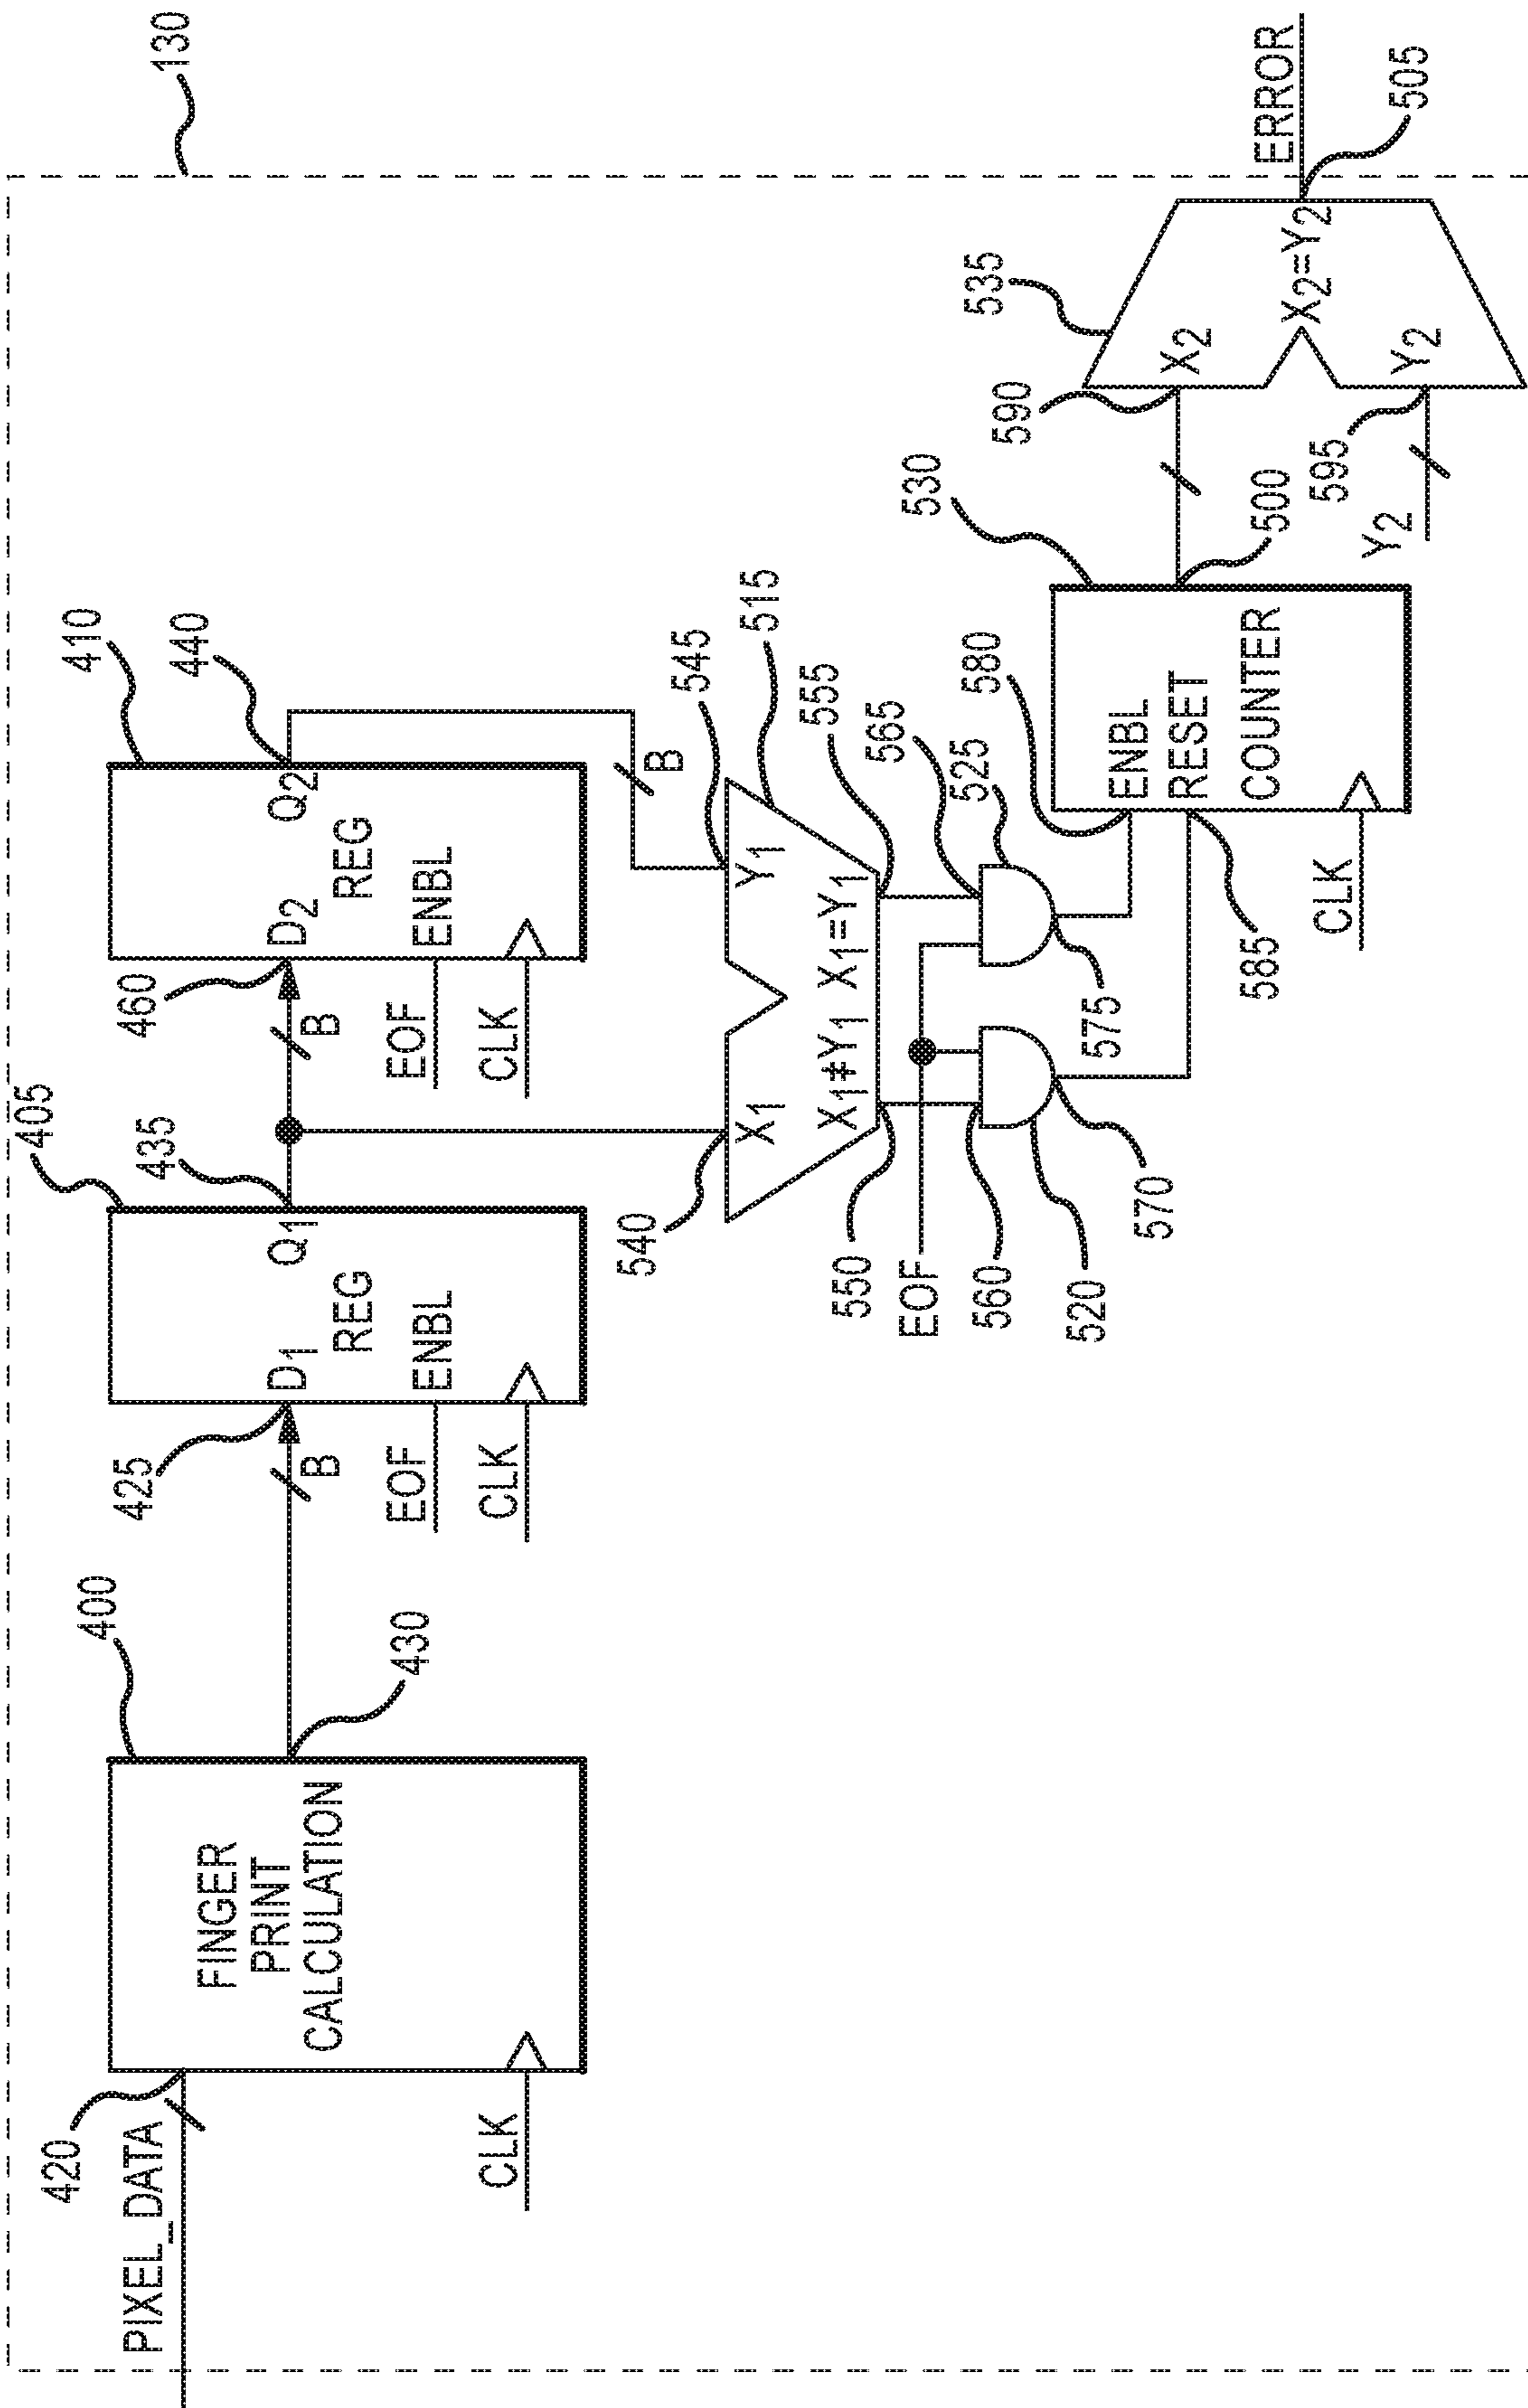 130
PIXEL_DATA
420
FINGER
PRINT
CALCULATION
CLK
400
430
B
425
D1
Q1
REG
ENBL
EOF
CLK
405
435
B
460
D2
Q2
REG
ENBL
EOF
CLK
410
440
B
540
545
X1
Y1
X1≠Y1
X1=Y1
515
550
555
EOF
560
565
520
525
570
575
580
585
ENBL
RESET
COUNTER
CLK
530
500
590
X2
535
X2=Y2
Y2
595
Y2
ERROR
505